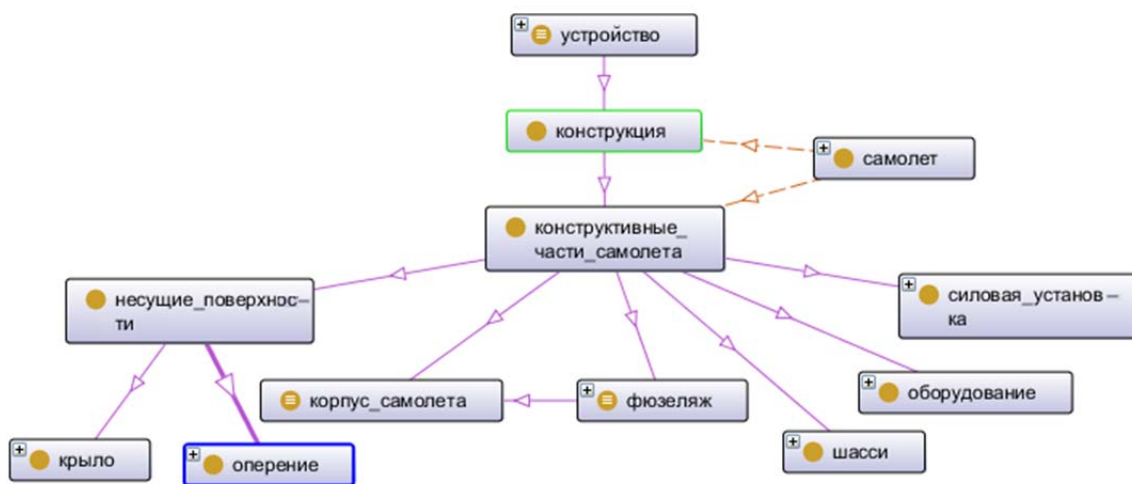 устройство
конструкция
самолет
конструктивные_
части_самолета
несущие_поверхнос–
ти
силовая_установ –
ка
корпус_самолета
фюзеляж
оборудование
крыло
оперение
шасси